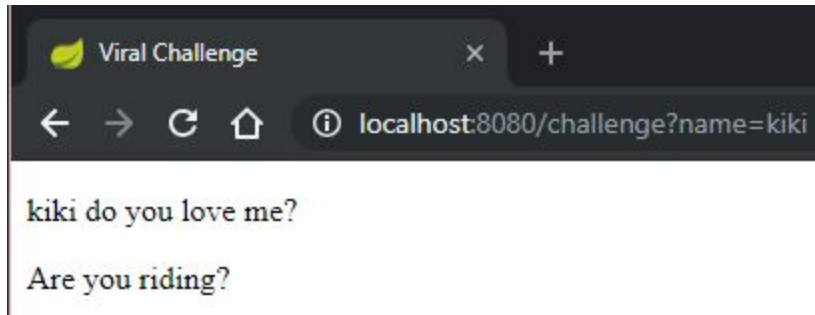 Viral Challenge
localhost:8080/challenge?name=kiki
kiki do you love me?
Are you riding?